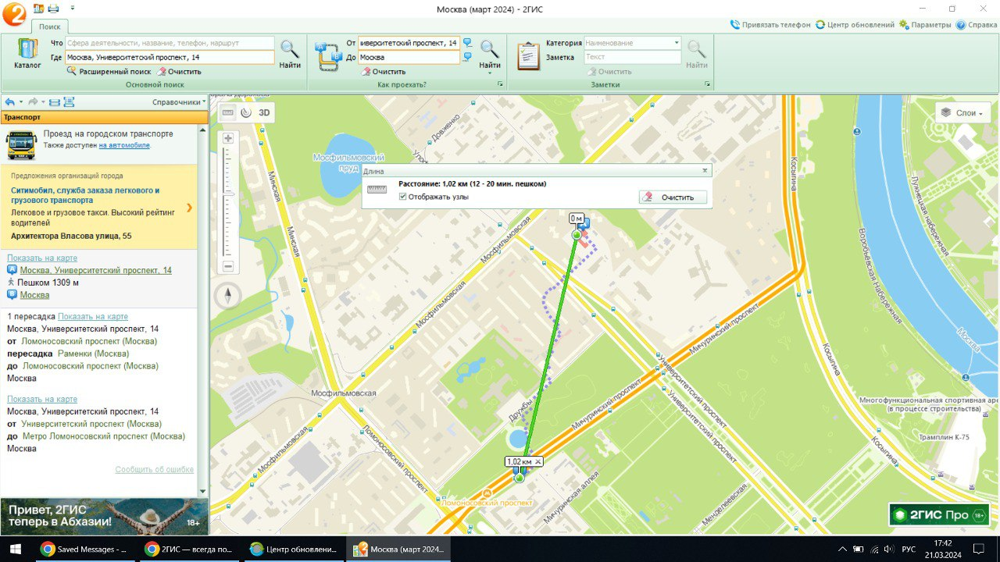 Москва (март 2024) - 2ГИС
Поиск
Привязать телефон
Центр обновлений
Параметры
Справка
Каталог
Что
Сфера деятельности, название, телефон, маршрут
Где
Москва, Университетский проспект, 14
Расширенный поиск
Очистить
Найти
Основной поиск
От
ниверситетский проспект, 14
До
Москва
Очистить
Найти
Как проехать?
Категория
Наименование
Заметка
Текст
Очистить
Найти
Заметки
Справочники
Транспорт
Проезд на городском транспорте
Также доступен на автомобиле.
Предложения организаций города
Ситимобил, служба заказа легкового и
грузового транспорта
Легковое и грузовое такси. Высокий рейтинг
водителей
Архитектора Власова улица, 55
Показать на карте
A Москва, Университетский проспект, 14
Пешком 1309 м
B Москва
1 пересадка Показать на карте
Москва, Университетский проспект, 14
от Ломоносовский проспект (Москва)
пересадка Раменки (Москва)
до Ломоносовский проспект (Москва)
Москва
Показать на карте
Москва, Университетский проспект, 14
от Университетский проспект (Москва)
до Метро Ломоносовский проспект (Москва)
Москва
Сообщить об ошибке
Привет, 2ГИС
теперь в Абхазии!
18+
3D
Слои
Длина
Расстояние: 1,02 км (12 - 20 мин. пешком)
Отображать узлы
Очистить
Довженко
Мосфильмовский
пруд
Минская
Минская
Косыгина
Мосфильмовская
Мосфильмовская
0 м
Воробьёвская Набережная
Мичуринский проспект
Москва
Косыгина
Университетский проспект
Университетский проспект
Мосфильмовская
Дружбы
Мичуринский проспект
Многофункциональная спортивная аре
(в процессе строительства)
Трамплин К-75
Косыгина
Мосфильмовская
Ломоносовский проспект
1,02 км
Мичуринская аллея
Менделеевская
Ломоносовский проспект
2ГИС Про
18+
Saved Messages - ...
2ГИС — всегда по...
Центр обновлени...
Москва (март 2024...
РУС
17:42
21.03.2024